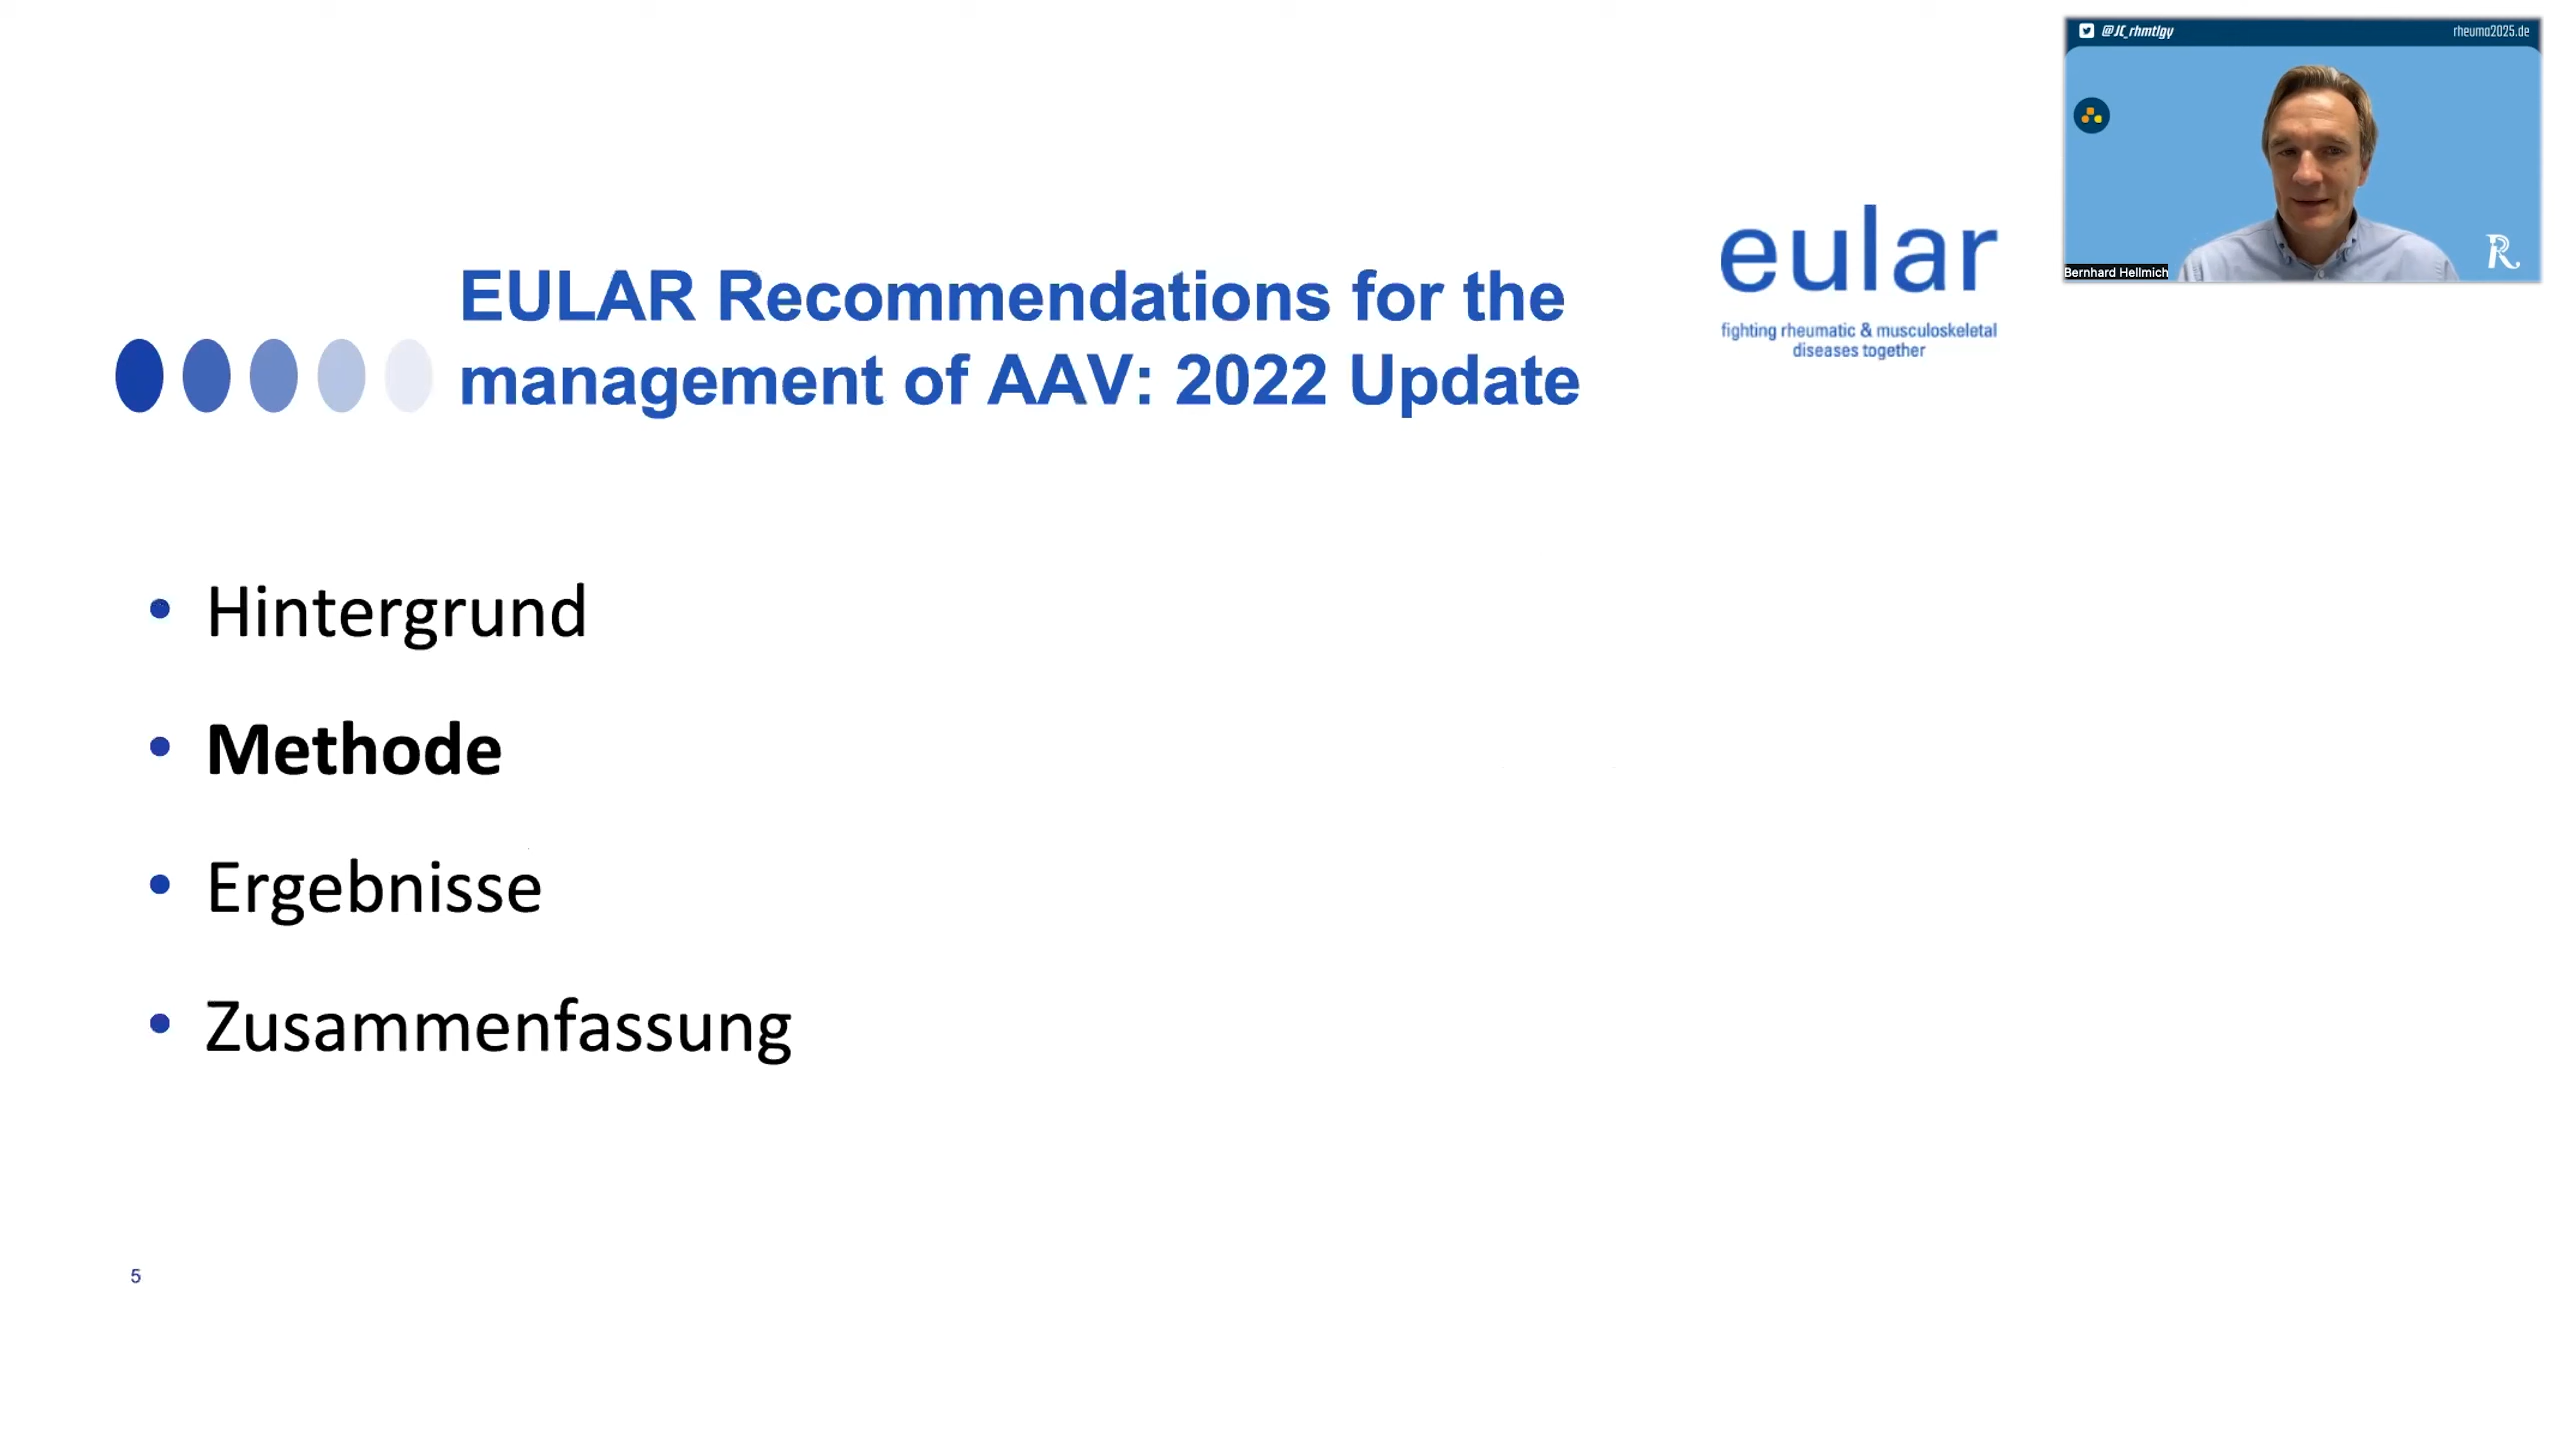 @JC_rhmtlgy
rheuma2025.de
Bernhard Hellmich
R
eular
fighting rheumatic & musculoskeletal
diseases together
EULAR Recommendations for the
management of AAV: 2022 Update
• Hintergrund
• Methode
• Ergebnisse
• Zusammenfassung
5